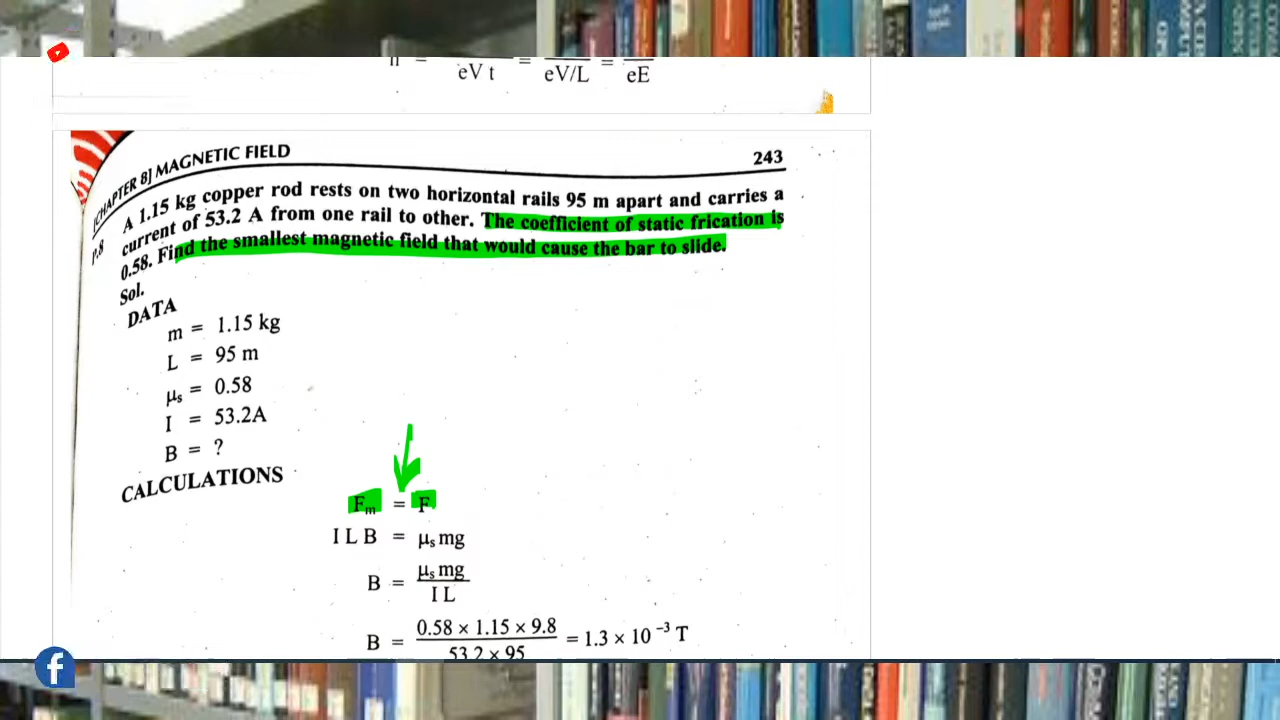 n = eV t = eV/L = eE
[CHAPTER 8] MAGNETIC FIELD 243
P.8 A 1.15 kg copper rod rests on two horizontal rails 95 m apart and carries a
current of 53.2 A from one rail to other. The coefficient of static frication is
0.58. Find the smallest magnetic field that would cause the bar to slide.
Sol.
DATA
m = 1.15 kg
L = 95 m
μs = 0.58
I = 53.2A
B = ?
CALCULATIONS
Fm = F
I L B = μs mg
B = μs mg / I L
B = 0.58 × 1.15 × 9.8 / 53.2 × 95 = 1.3 × 10 −3 T